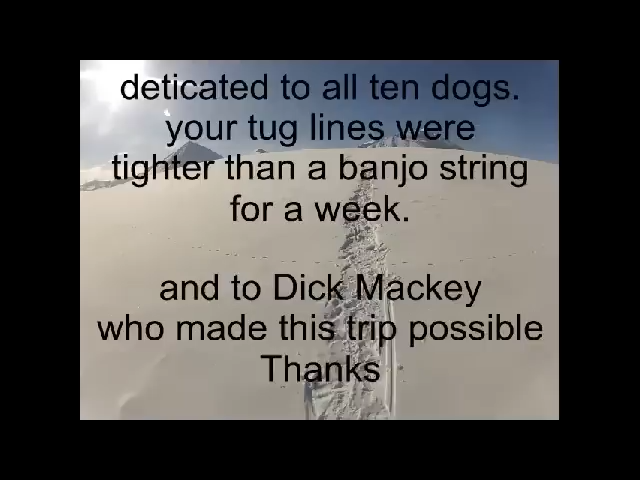 deticated to all ten dogs.
your tug lines were
tighter than a banjo string
for a week.
and to Dick Mackey
who made this trip possible
Thanks